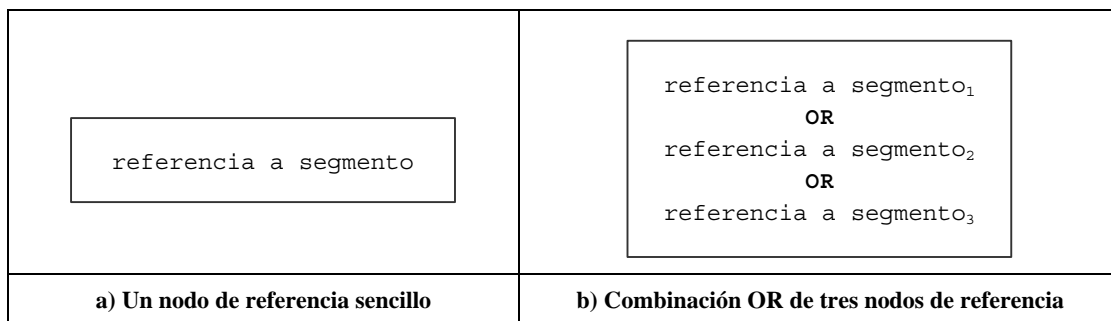 referencia a segmento
a) Un nodo de referencia sencillo
referencia a segmento₁
OR
referencia a segmento₂
OR
referencia a segmento₃
b) Combinación OR de tres nodos de referencia